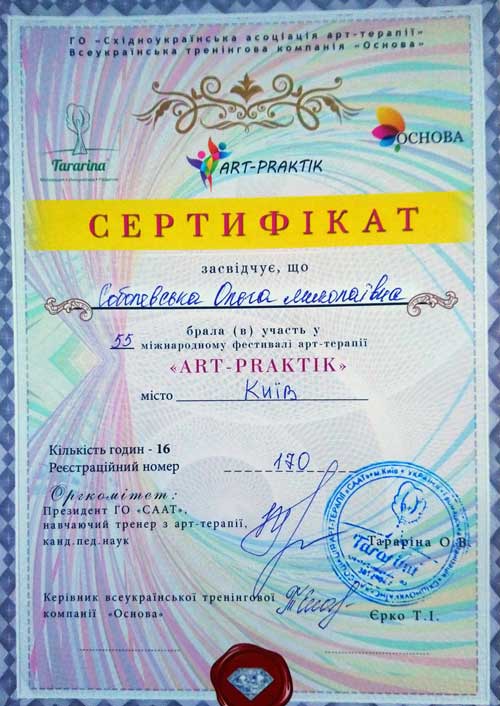 ГО «Східноукраїнська асоціація арт-терапії»
Всеукраїнська тренінгова компанія «Основа»
Tararina
ART-PRAKTIK
ОСНОВА
СЕРТИФІКАТ
засвідчує, що
Соболевська Ольга Миколаївна
брала (в) участь у
55 міжнародному фестивалі арт-терапії
«ART-PRAKTIK»
місто Київ
Кількість годин - 16
Реєстраційний номер 170
Оргкомітет:
Президент ГО «СААТ»,
навчаючий тренер з арт-терапії,
канд.пед.наук
Тараріна О.В.
Tararina
Керівник всеукраїнської тренінгової
компанії «Основа»
Єрко Т.І.